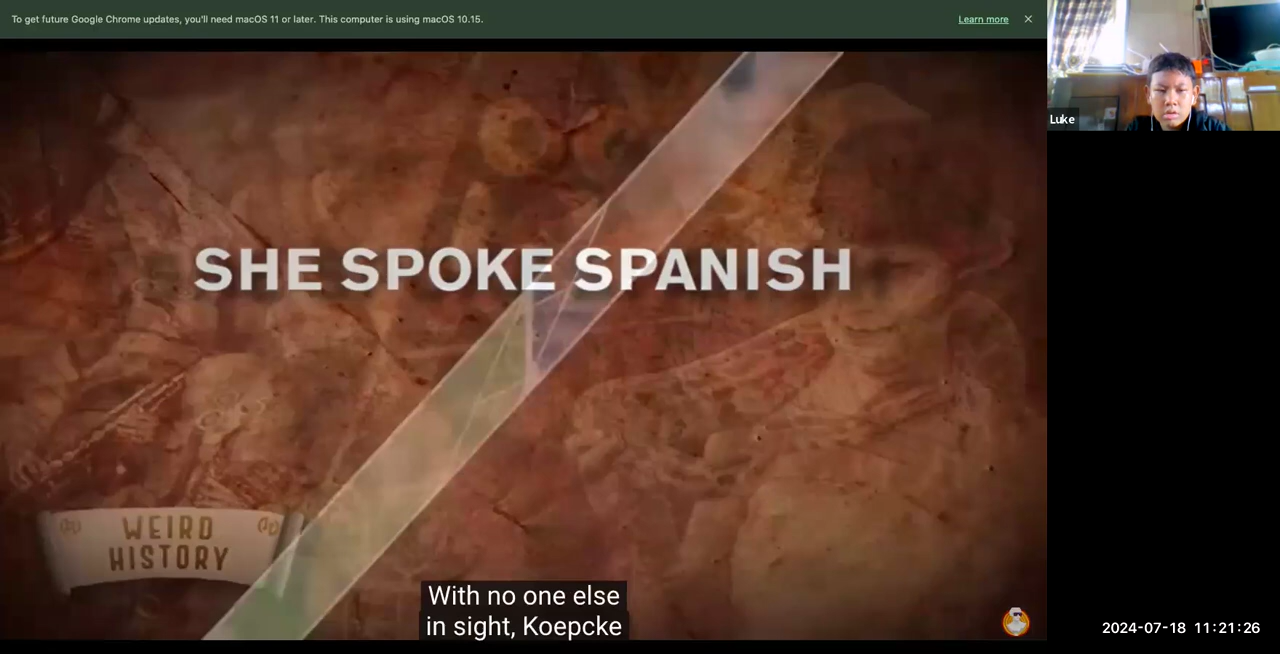 To get future Google Chrome updates, you'll need macOS 11 or later. This computer is using macOS 10.15.
Learn more
Luke
SHE SPOKE SPANISH
WEIRD
HISTORY
With no one else
in sight, Koepcke
2024-07-18 11:21:26